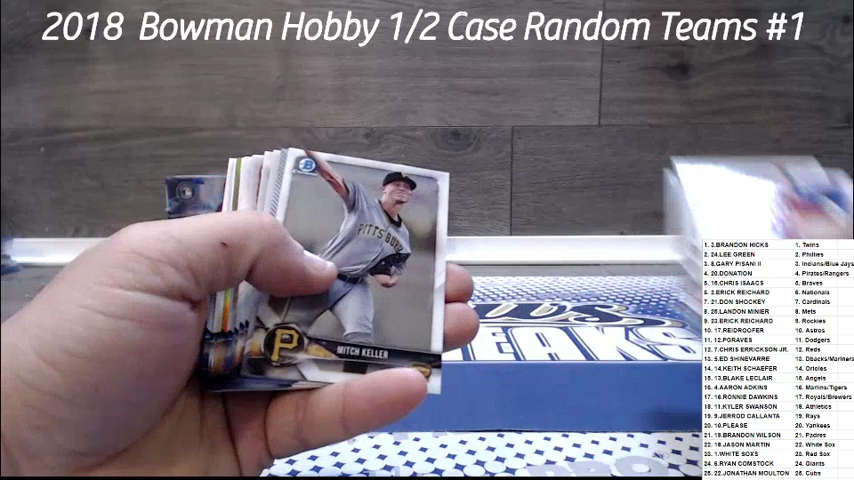 2018 Bowman Hobby 1/2 Case Random Teams #1
PITTSBU
P
MITCH KELLER
EAKS
1. 3.BRANDON HICKS 1. Twins
2. 24.LEE GREEN 2. Phillies
3. 8.GARY PISANI II 3. Indians/Blue Jays
4. 20.DONATION 4. Pirates/Rangers
5. 15.CHRIS ISAACS 5. Braves
6. 2.ERICK REICHARD 6. Nationals
7. 21.DON SHOCKEY 7. Cardinals
8. 25.LANDON MINIER 8. Mets
9. 23.ERICK REICHARD 9. Rockies
10. 17.REIDROOFER 10. Astros
11. 12.PGRAVES 11. Dodgers
12. 7.CHRIS ERRICKSON JR. 12. Reds
13. 5.ED SHINEVARRE 13. Dbacks/Mariners
14. 14.KEITH SCHAEFER 14. Orioles
15. 13.BLAKE LECLAIR 15. Angels
16. 4.AARON ADKINS 16. Marlins/Tigers
17. 16.RONNIE DAWKINS 17. Royals/Brewers
18. 11.KYLER SWANSON 18. Athletics
19. 9.JERROD CALLANTA 19. Rays
20. 10.PLEASE 20. Yankees
21. 19.BRANDON WILSON 21. Padres
22. 18.JASON MARTIN 22. White Sox
23. 1.WHITE SOXS 23. Red Sox
24. 6.RYAN COMSTOCK 24. Giants
25. 22.JONATHAN MOULTON 25. Cubs